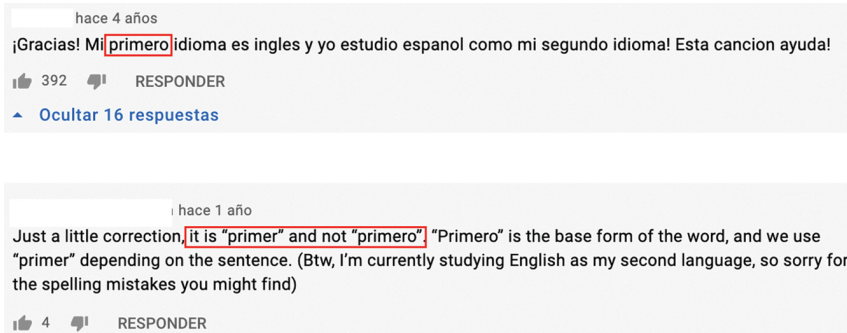 hace 4 años
¡Gracias! Mi primero idioma es ingles y yo estudio espanol como mi segundo idioma! Esta cancion ayuda!
392 RESPONDER
Ocultar 16 respuestas
hace 1 año
Just a little correction, it is “primer” and not “primero”. “Primero” is the base form of the word, and we use
“primer” depending on the sentence. (Btw, I’m currently studying English as my second language, so sorry for
the spelling mistakes you might find)
4 RESPONDER